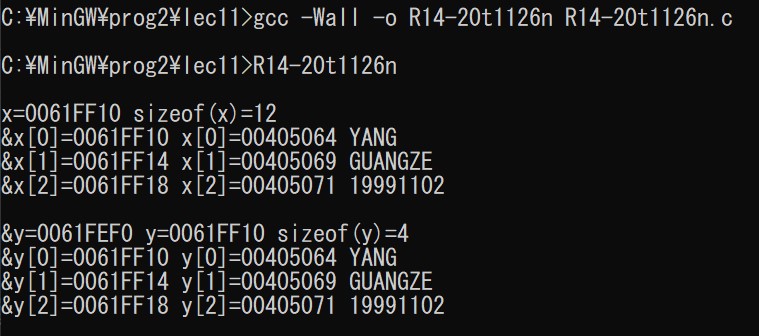 C:¥MinGW¥prog2¥lec11>gcc -Wall -o R14-20t1126n R14-20t1126n.c
C:¥MinGW¥prog2¥lec11>R14-20t1126n
x=0061FF10 sizeof(x)=12
&x[0]=0061FF10 x[0]=00405064 YANG
&x[1]=0061FF14 x[1]=00405069 GUANGZE
&x[2]=0061FF18 x[2]=00405071 19991102
&y=0061FEF0 y=0061FF10 sizeof(y)=4
&y[0]=0061FF10 y[0]=00405064 YANG
&y[1]=0061FF14 y[1]=00405069 GUANGZE
&y[2]=0061FF18 y[2]=00405071 19991102